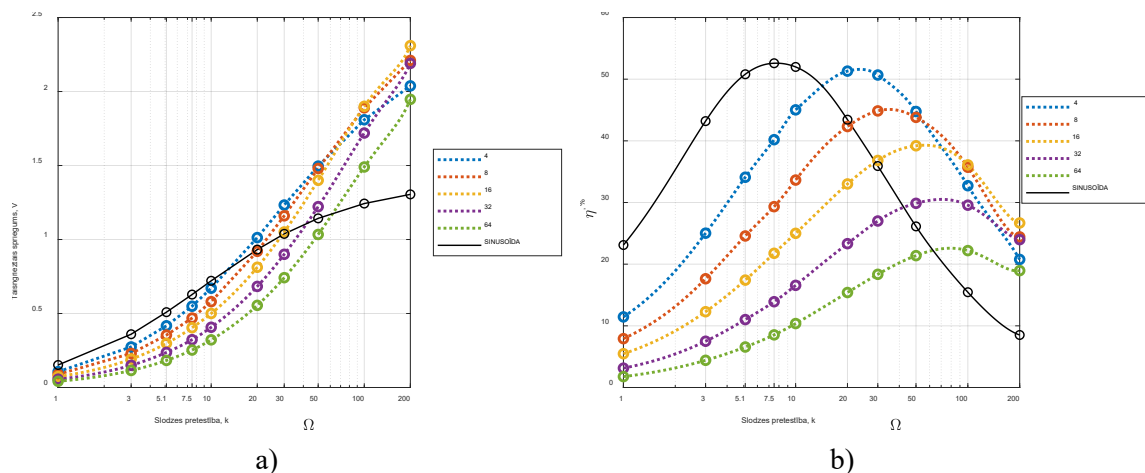 2.5
2
1.5
1
0.5
0
Taisngrieztais spriegums, V
1 3 5.1 7.5 10 20 30 50 100 200
Slodzes pretestība, k Ω
4
8
16
32
64
SINUSOĪDA
a)
60
50
40
30
20
10
0
η ,%
1 3 5.1 7.5 10 20 30 50 100 200
Slodzes pretestība, k Ω
4
8
16
32
64
SINUSOĪDA
b)